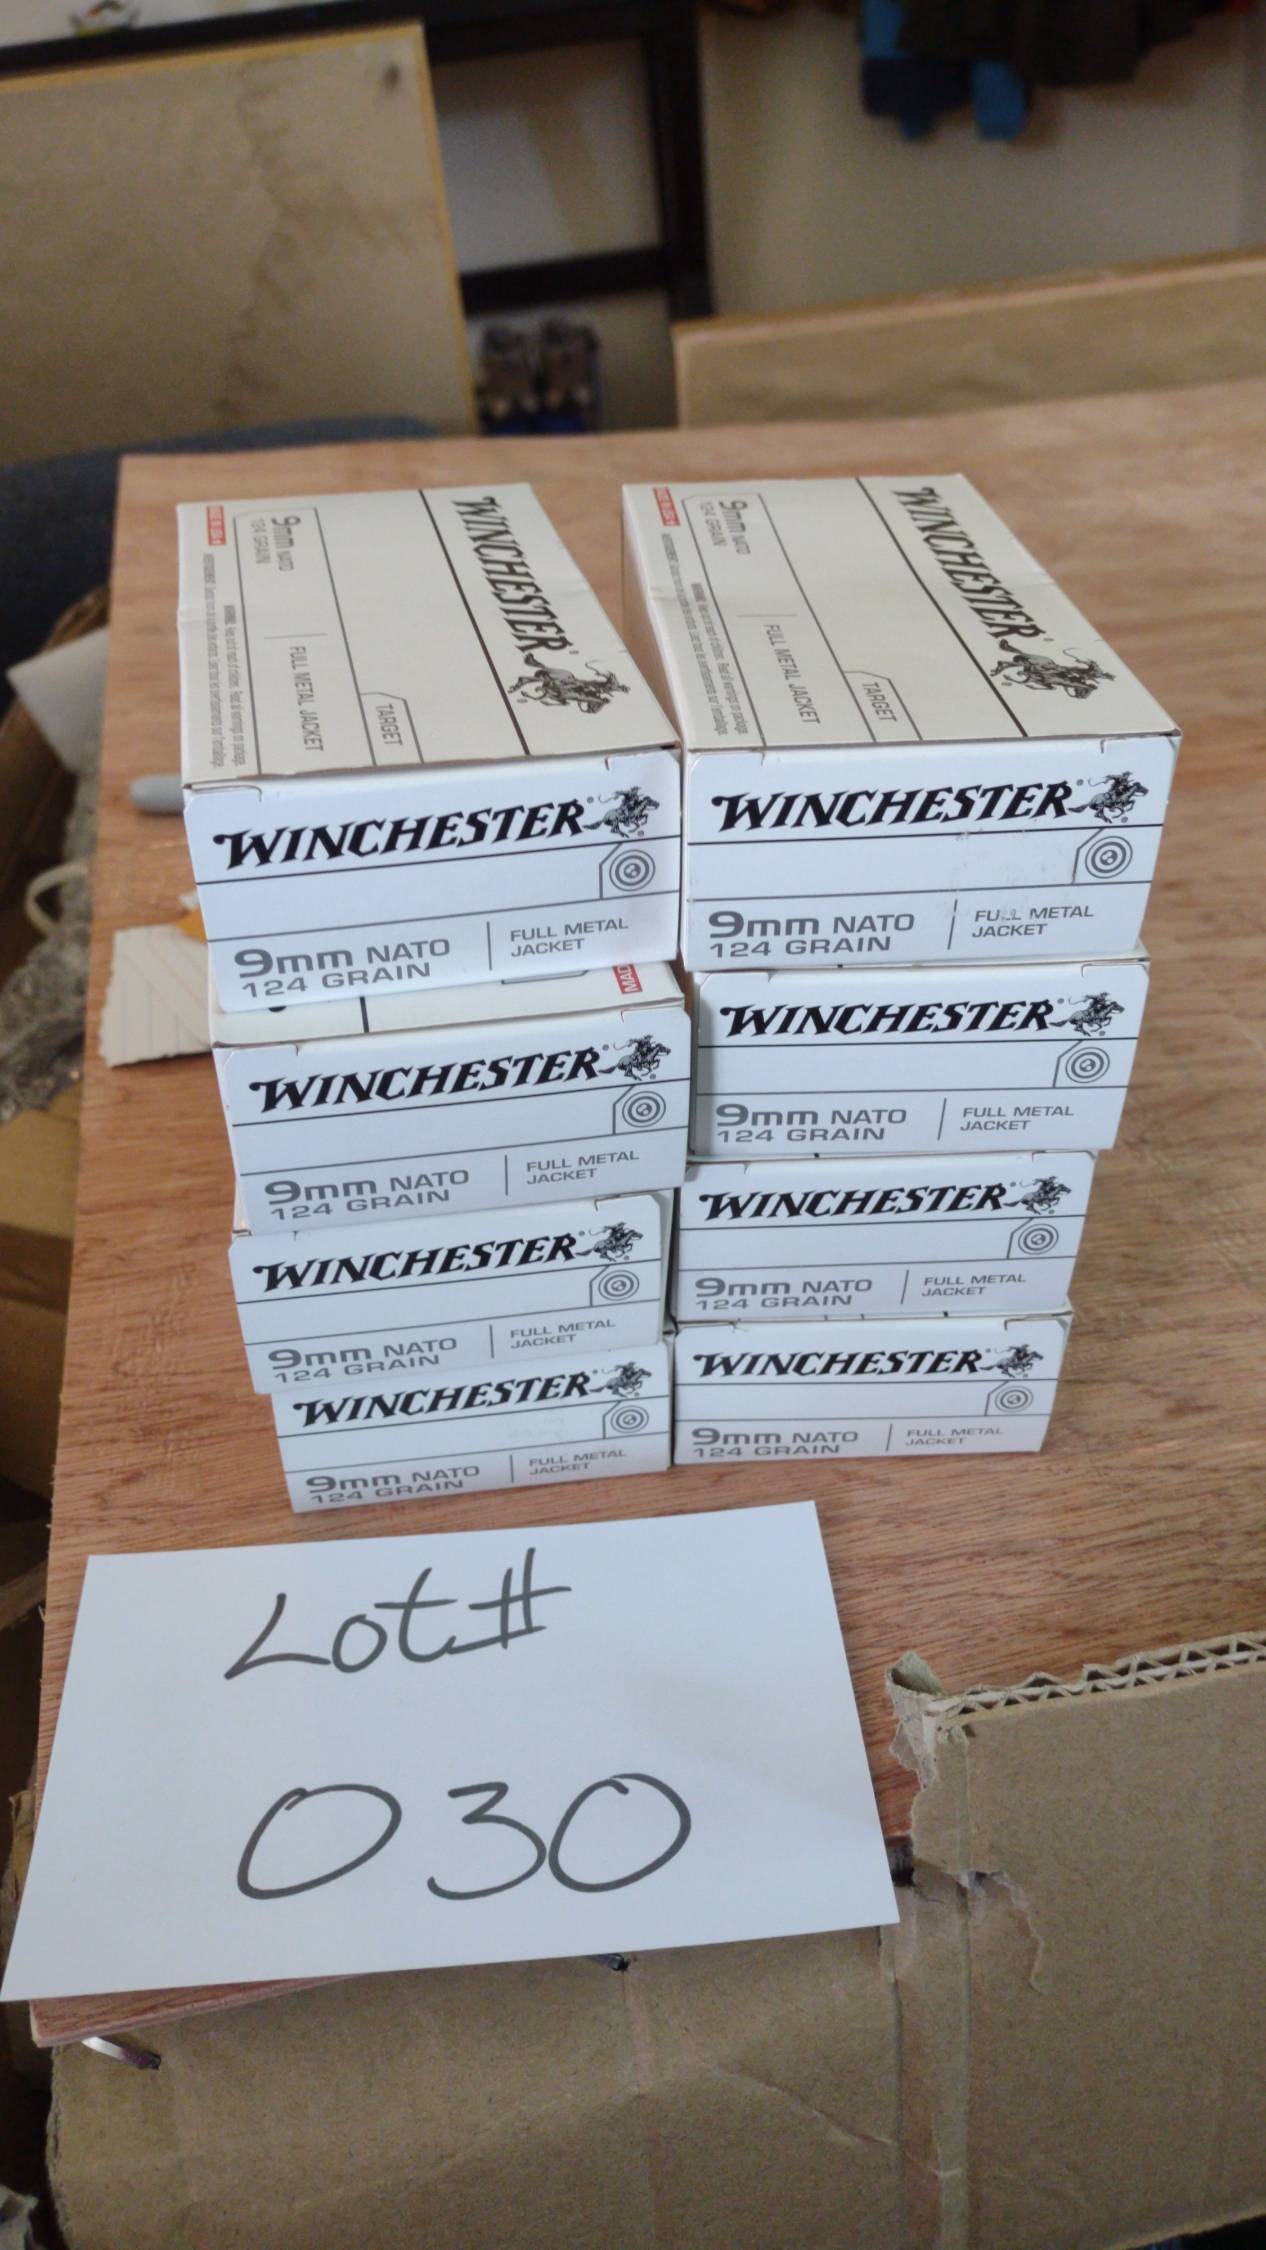 WINCHESTER
TARGET
9mm NATO
124 GRAIN
FULL METAL JACKET
WINCHESTER
TARGET
9mm NATO
124 GRAIN
FULL METAL JACKET
WINCHESTER
9mm NATO
124 GRAIN
FULL METAL
JACKET
WINCHESTER
9mm NATO
124 GRAIN
FULL METAL
JACKET
MAD
WINCHESTER
9mm NATO
124 GRAIN
FULL METAL
JACKET
WINCHESTER
9mm NATO
124 GRAIN
FULL METAL
JACKET
WINCHESTER
9mm NATO
124 GRAIN
FULL METAL
JACKET
WINCHESTER
9mm NATO
124 GRAIN
FULL METAL
JACKET
WINCHESTER
9mm NATO
124 GRAIN
FULL METAL
JACKET
WINCHESTER
9mm NATO
124 GRAIN
FULL METAL
JACKET
Lot#
030